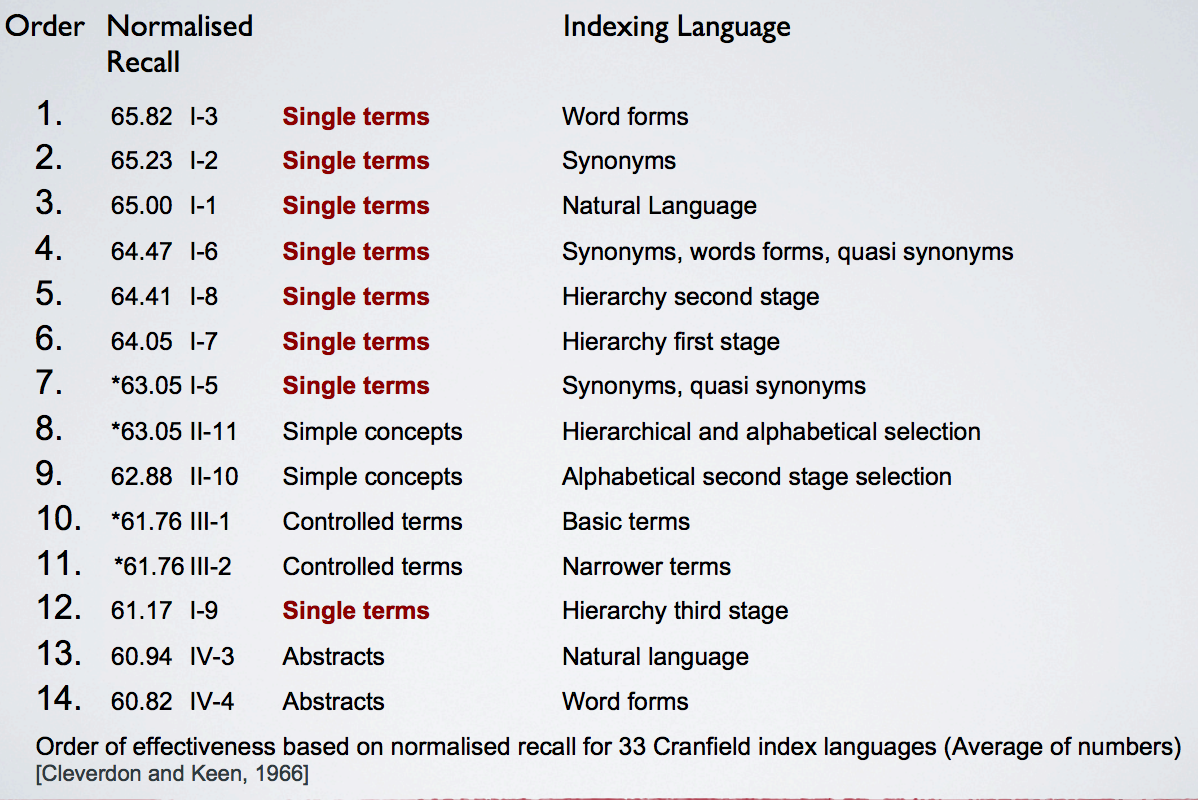 Order Normalised Recall Indexing Language
1. 65.82 I-3 Single terms Word forms
2. 65.23 I-2 Single terms Synonyms
3. 65.00 I-1 Single terms Natural Language
4. 64.47 I-6 Single terms Synonyms, words forms, quasi synonyms
5. 64.41 I-8 Single terms Hierarchy second stage
6. 64.05 I-7 Single terms Hierarchy first stage
7. *63.05 I-5 Single terms Synonyms, quasi synonyms
8. *63.05 II-11 Simple concepts Hierarchical and alphabetical selection
9. 62.88 II-10 Simple concepts Alphabetical second stage selection
10. *61.76 III-1 Controlled terms Basic terms
11. *61.76 III-2 Controlled terms Narrower terms
12. 61.17 I-9 Single terms Hierarchy third stage
13. 60.94 IV-3 Abstracts Natural language
14. 60.82 IV-4 Abstracts Word forms
Order of effectiveness based on normalised recall for 33 Cranfield index languages (Average of numbers)
[Cleverdon and Keen, 1966]